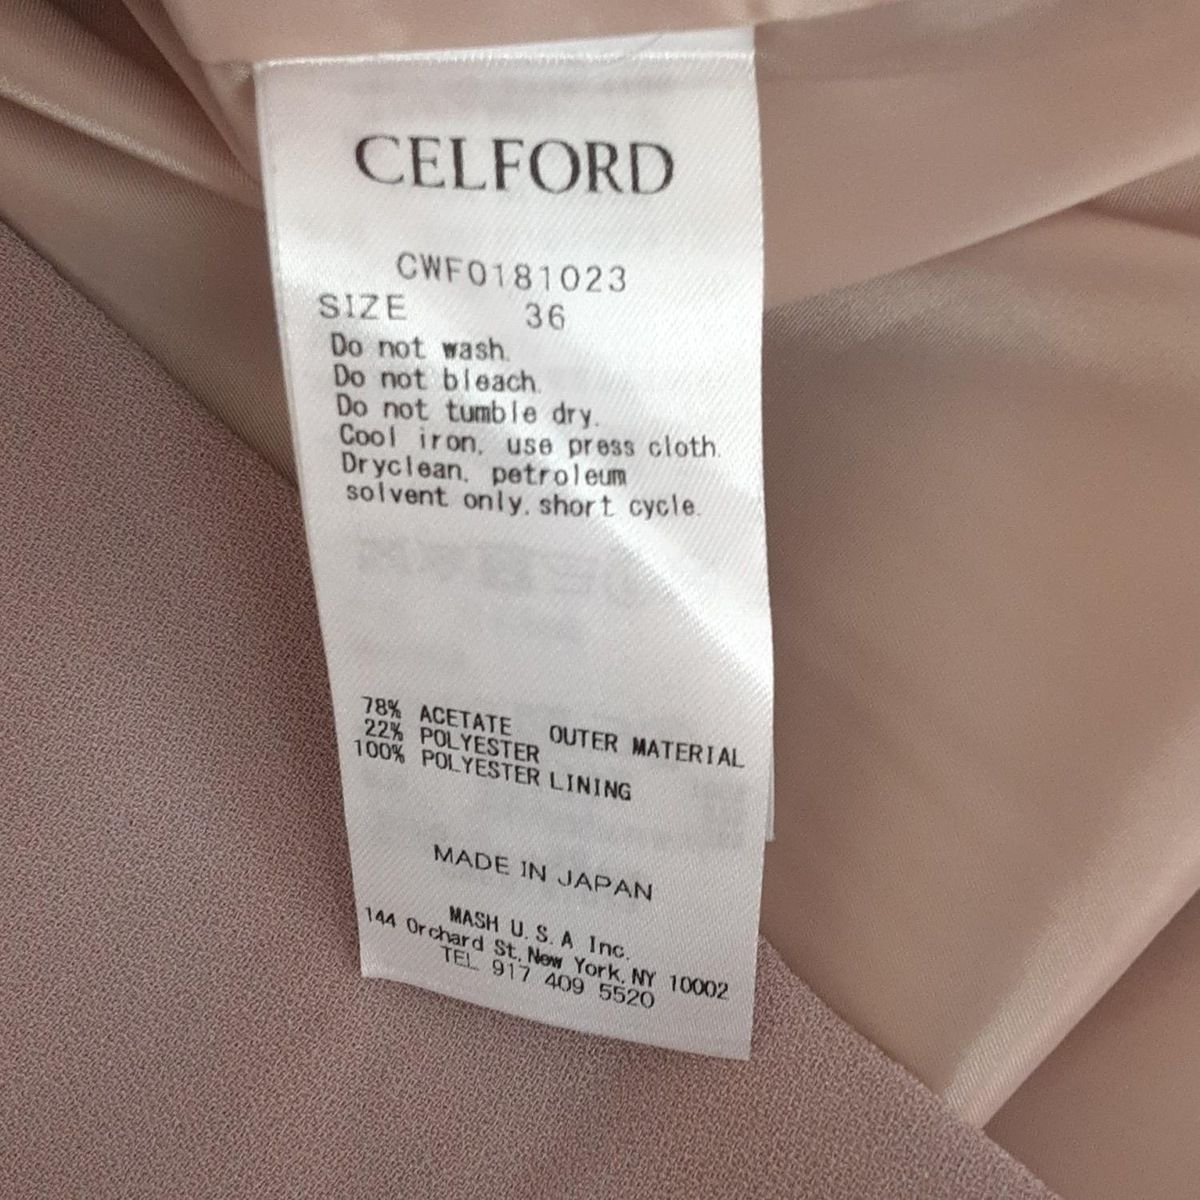 CELFORD
CWF0181023
SIZE 36
Do not wash.
Do not bleach.
Do not tumble dry.
Cool iron, use press cloth.
Dryclean, petroleum
solvent only, short cycle.
78% ACETATE OUTER MATERIAL
22% POLYESTER
100% POLYESTER LINING
MADE IN JAPAN
MASH U.S.A Inc.
144 Orchard St, New York, NY 10002
TEL 917 409 5520